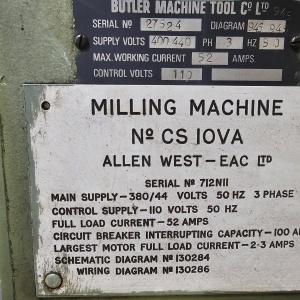 BUTLER MACHINE TOOL Cº Lᵀᴰ
SERIAL Nº 27524 DIAGRAM
SUPPLY VOLTS 400/440 PH 3 HZ 50
MAX. WORKING CURRENT 52 AMPS.
CONTROL VOLTS 110
MILLING MACHINE
Nº CS 10VA
ALLEN WEST – EAC LTD
SERIAL Nº 712N11
MAIN SUPPLY – 380/44 VOLTS 50 HZ 3 PHASE
CONTROL SUPPLY – 110 VOLTS 50 HZ
FULL LOAD CURRENT – 52 AMPS
CIRCUIT BREAKER INTERRUPTING CAPACITY – 100
LARGEST MOTOR FULL LOAD CURRENT – 2·3 AMPS
SCHEMATIC DIAGRAM Nº 130284
WIRING DIAGRAM Nº 130286